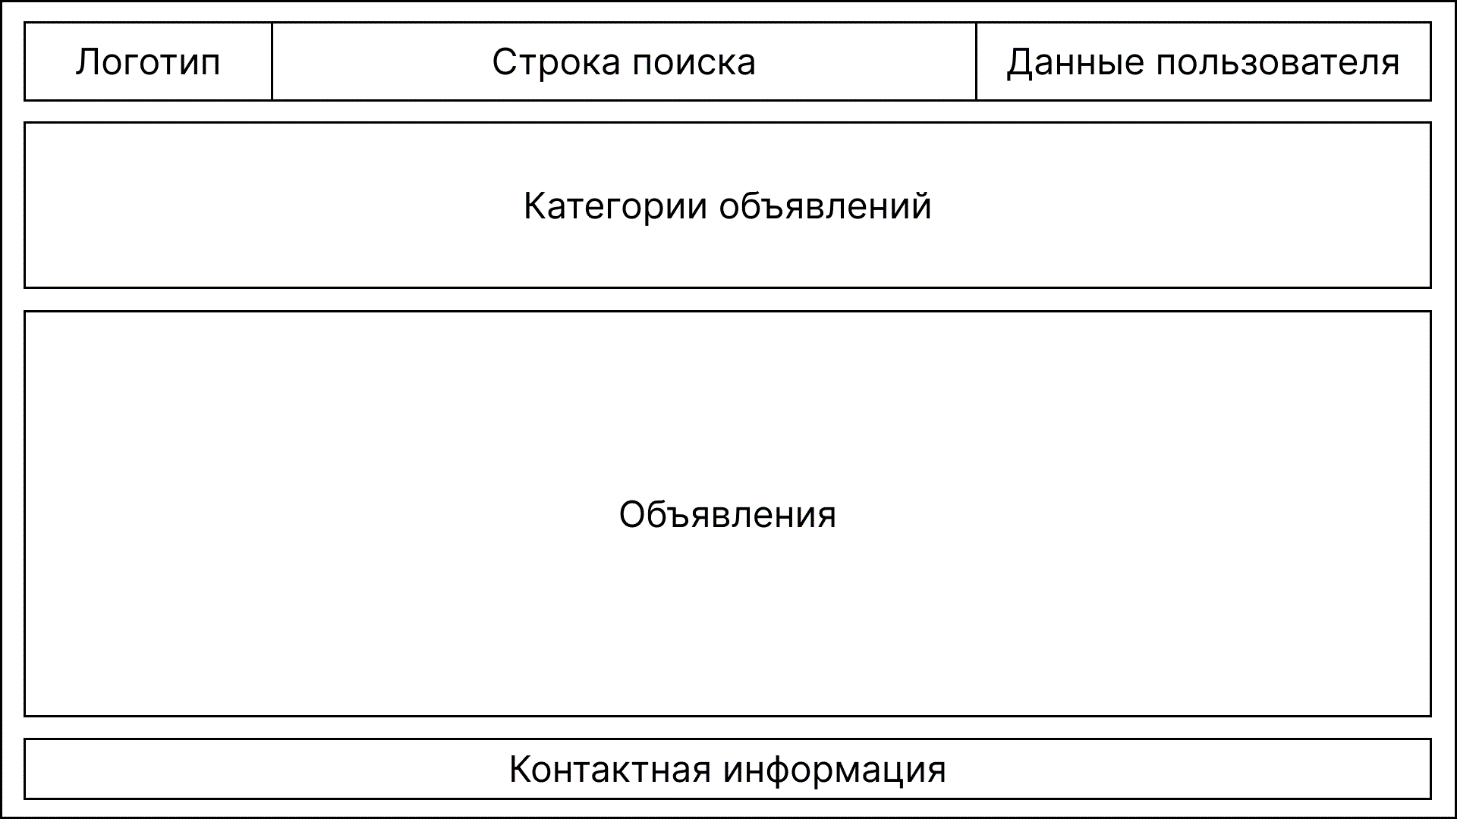 Логотип
Строка поиска
Данные пользователя
Категории объявлений
Объявления
Контактная информация